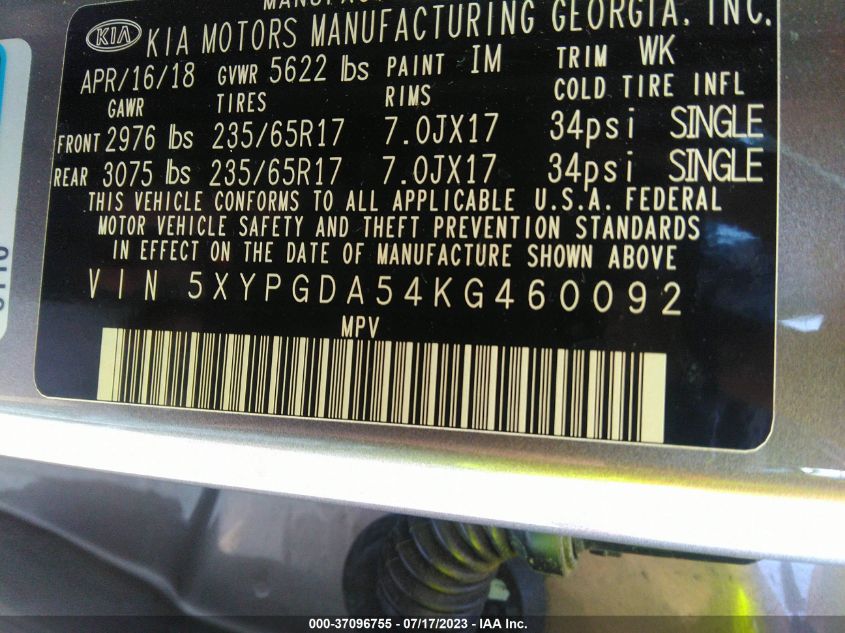 KIA KIA MOTORS MANUFACTURING GEORGIA, INC.
APR/16/18 GVWR 5622 lbs PAINT IM TRIM WK
GAWR TIRES RIMS COLD TIRE INFL
FRONT 2976 lbs 235/65R17 7.0JX17 34psi SINGLE
REAR 3075 lbs 235/65R17 7.0JX17 34psi SINGLE
THIS VEHICLE CONFORMS TO ALL APPLICABLE U.S.A. FEDERAL
MOTOR VEHICLE SAFETY AND THEFT PREVENTION STANDARDS
IN EFFECT ON THE DATE OF MANUFACTURE SHOWN ABOVE
VIN 5XYPGDA54KG460092
MPV
000-37096755 - 07/17/2023 - IAA Inc.